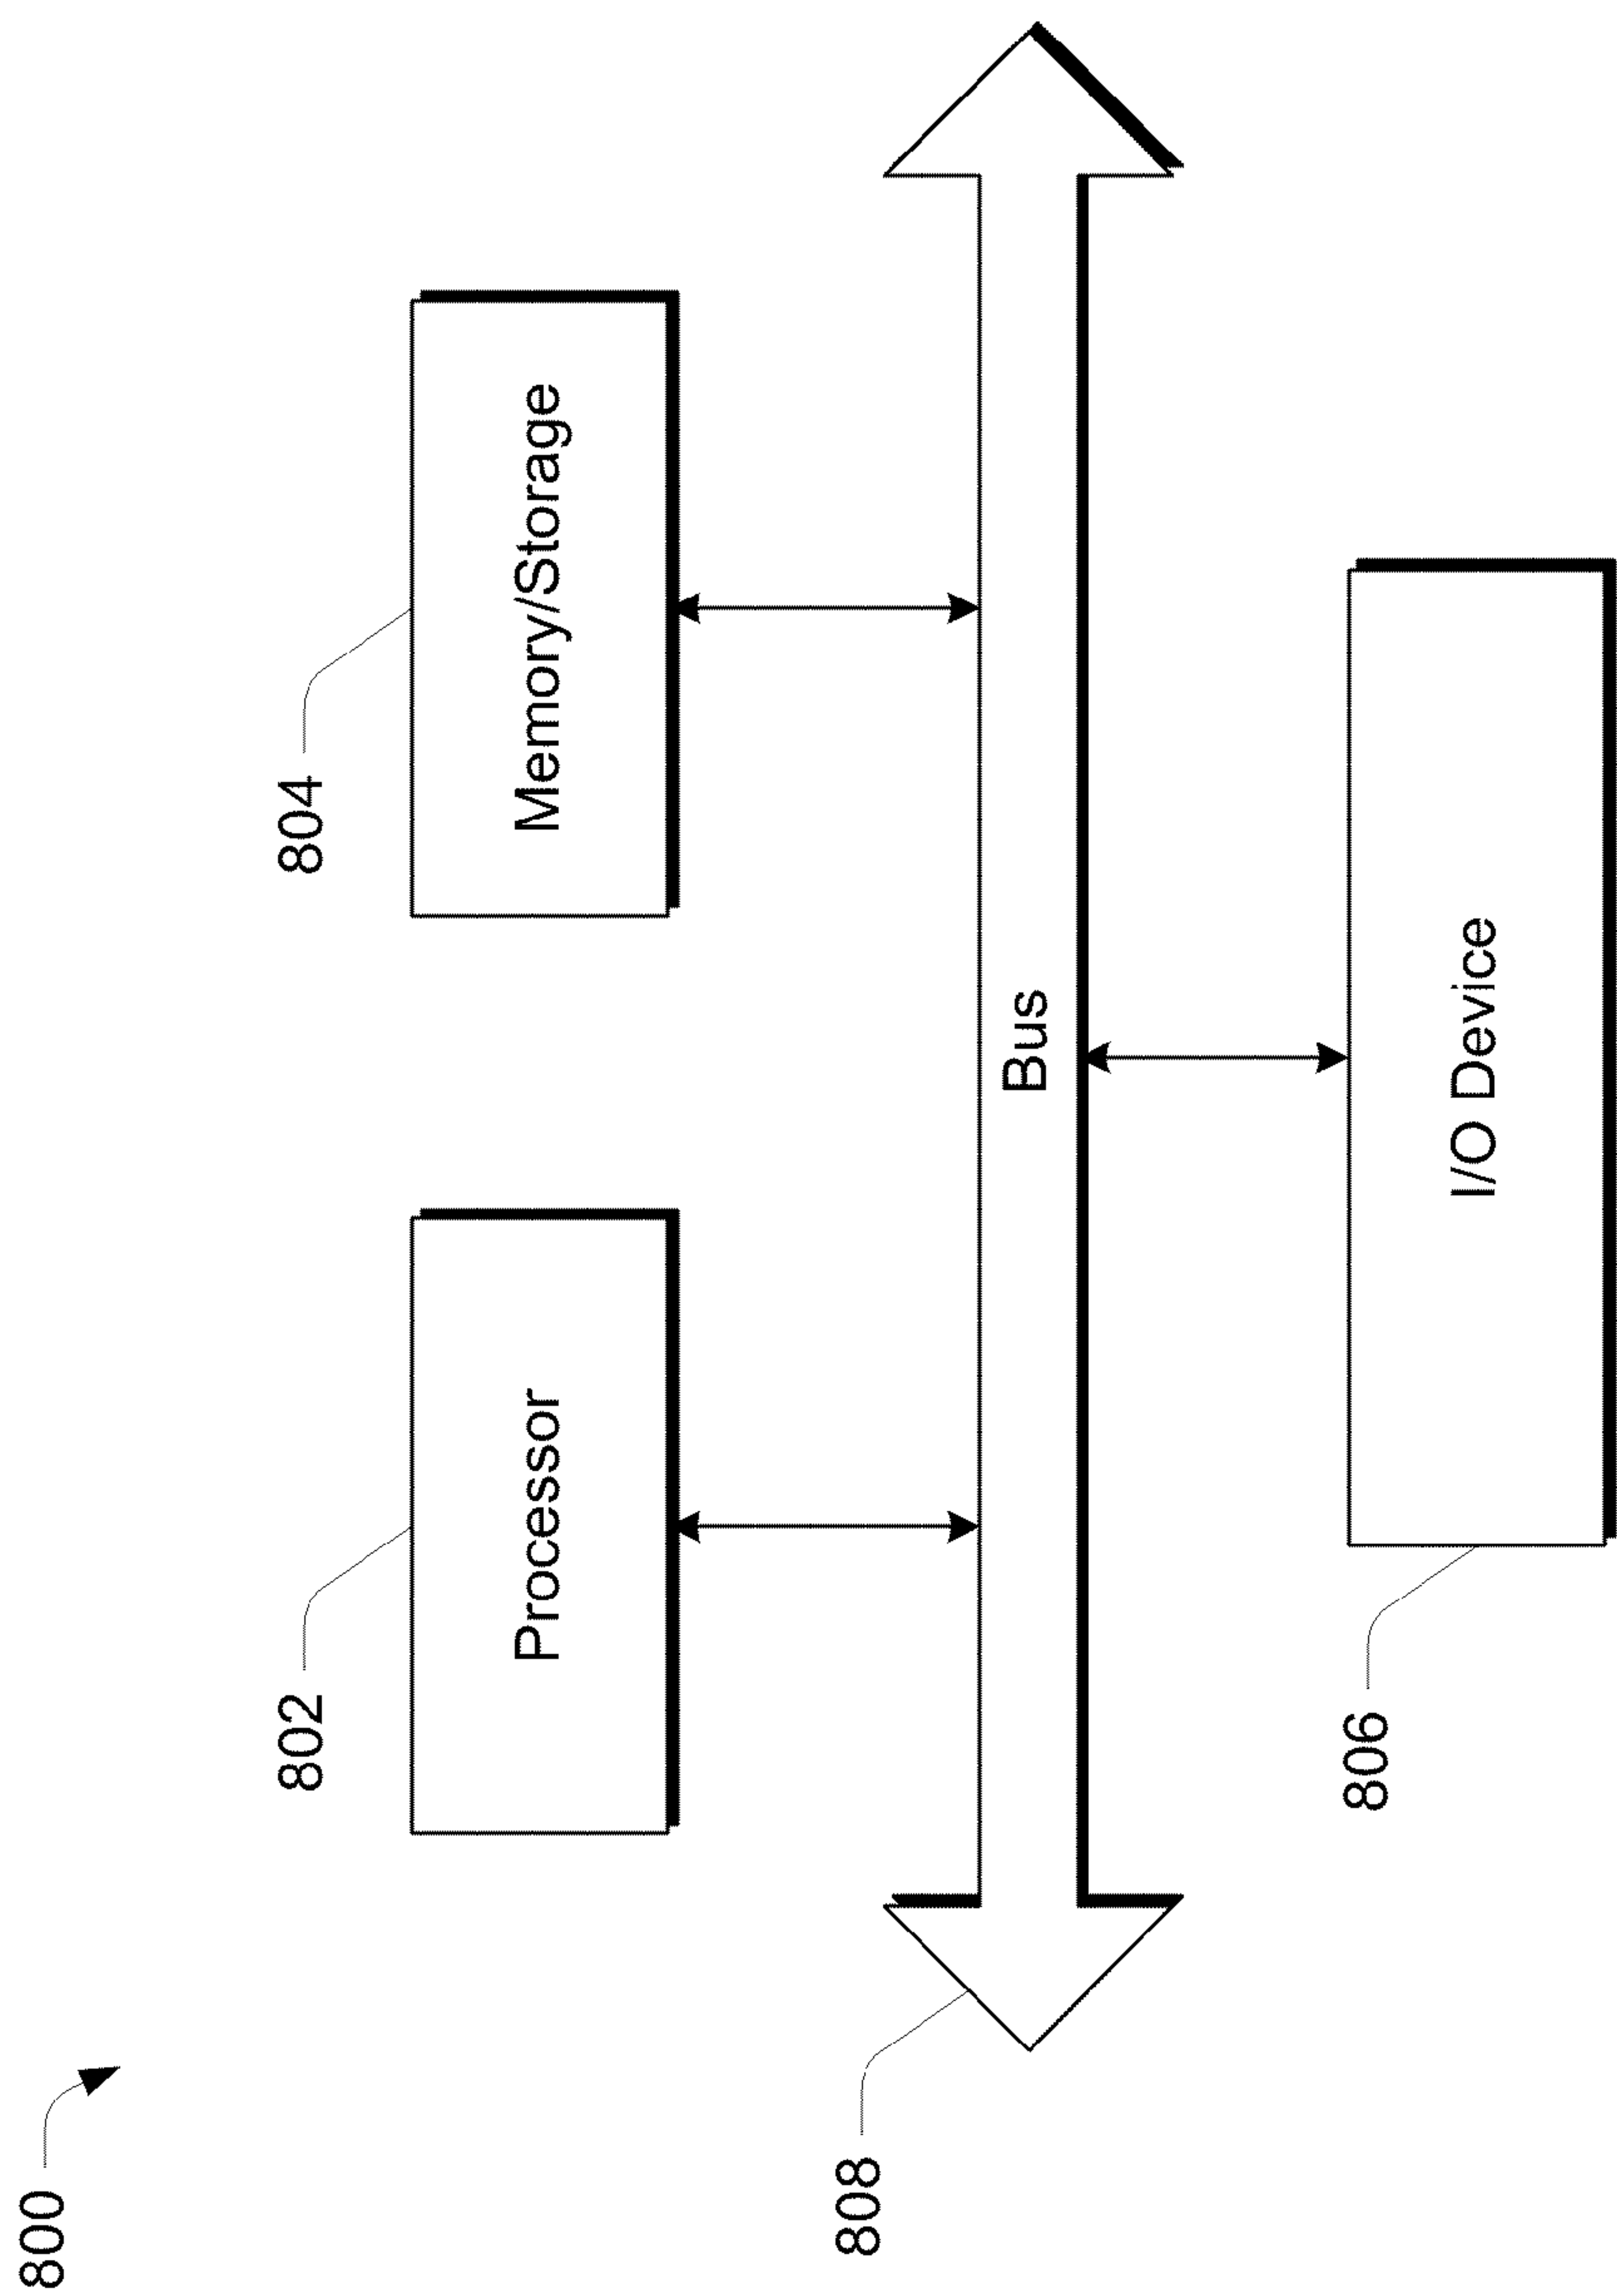 800
802
Processor
804
Memory/Storage
808
Bus
806
I/O Device